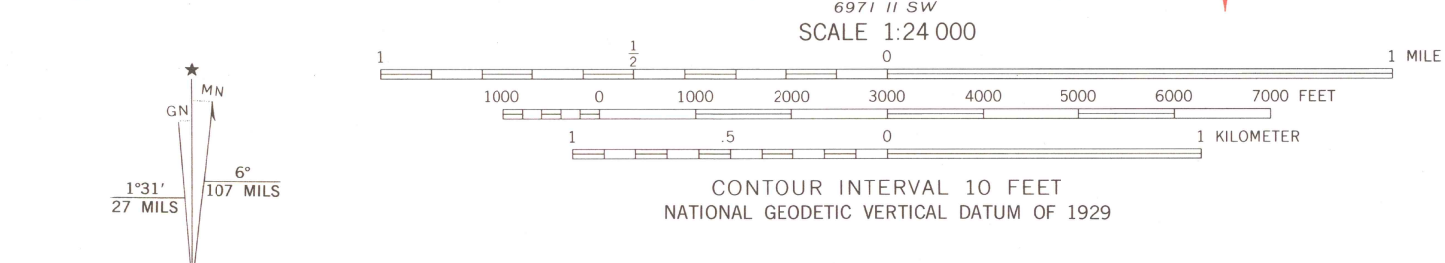 6971 II SW
SCALE 1:24 000
1 1/2 0 1 MILE
1000 0 1000 2000 3000 4000 5000 6000 7000 FEET
1 .5 0 1 KILOMETER
CONTOUR INTERVAL 10 FEET
NATIONAL GEODETIC VERTICAL DATUM OF 1929
★
MN
GN
6°
107 MILS
1°31′
27 MILS